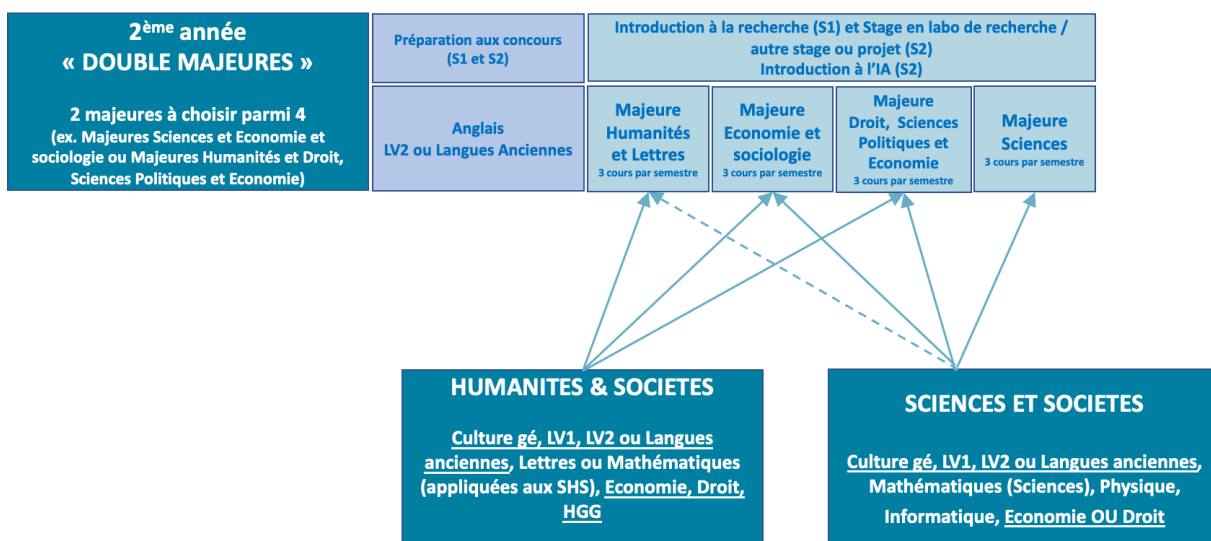 2ème année
« DOUBLE MAJEURES »
2 majeures à choisir parmi 4
(ex. Majeures Sciences et Economie et
sociologie ou Majeures Humanités et Droit,
Sciences Politiques et Economie)
Préparation aux concours
(S1 et S2)
Introduction à la recherche (S1) et Stage en labo de recherche /
autre stage ou projet (S2)
Introduction à l'IA (S2)
Anglais
LV2 ou Langues Anciennes
Majeure
Humanités
et Lettres
3 cours par semestre
Majeure
Economie et
sociologie
3 cours par semestre
Majeure
Droit, Sciences
Politiques et
Economie
3 cours par semestre
Majeure
Sciences
3 cours par semestre
HUMANITES & SOCIETES
Culture gé, LV1, LV2 ou Langues
anciennes, Lettres ou Mathématiques
(appliquées aux SHS), Economie, Droit,
HGG
SCIENCES ET SOCIETES
Culture gé, LV1, LV2 ou Langues anciennes,
Mathématiques (Sciences), Physique,
Informatique, Economie OU Droit